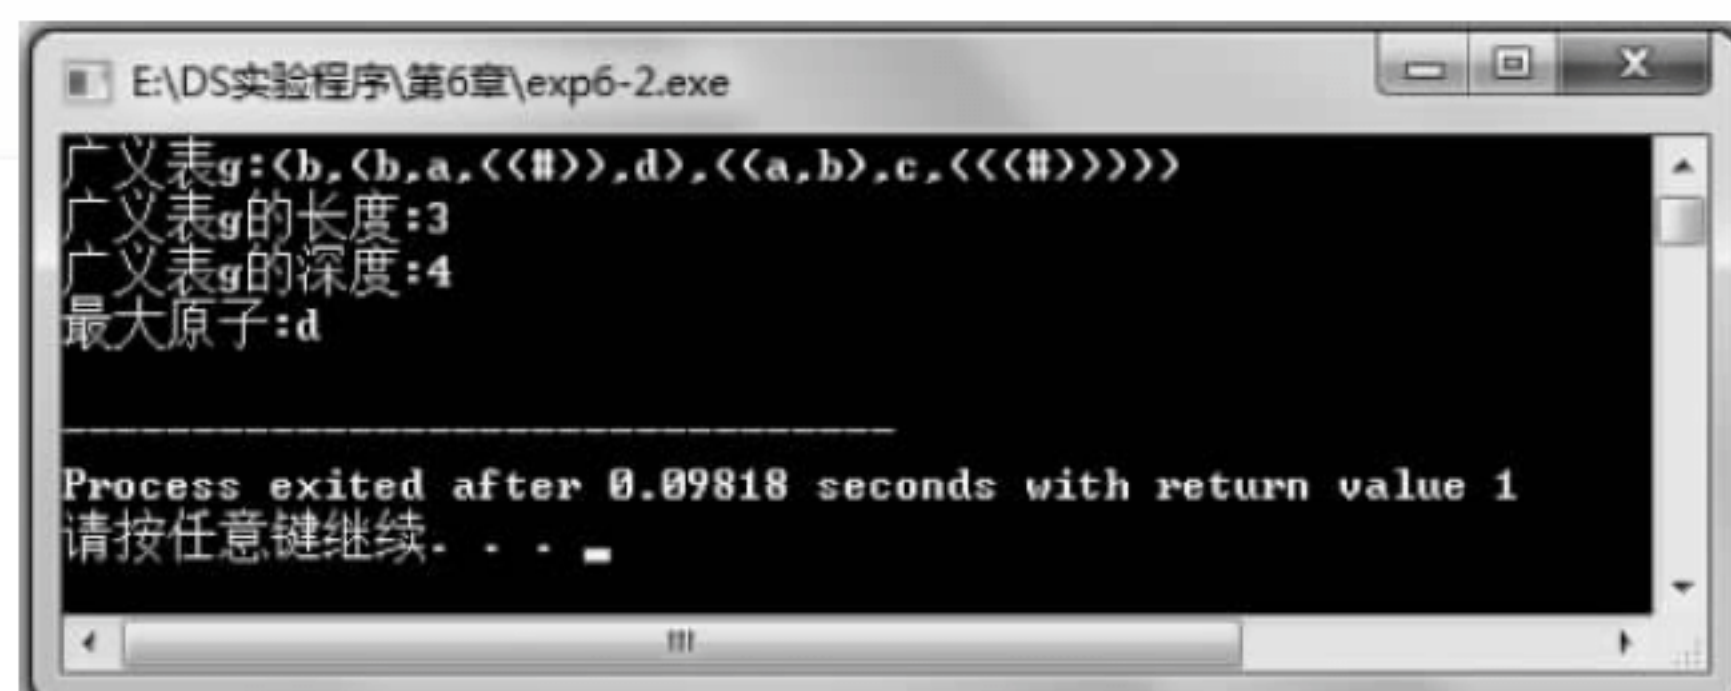 E:\DS实验程序\第6章\exp6-2.exe
广义表g:(b,(b,a,((#)),d),((a,b),c,(((#)))))
广义表g的长度:3
广义表g的深度:4
最大原子:d
--------------------------------
Process exited after 0.09818 seconds with return value 1
请按任意键继续. . .